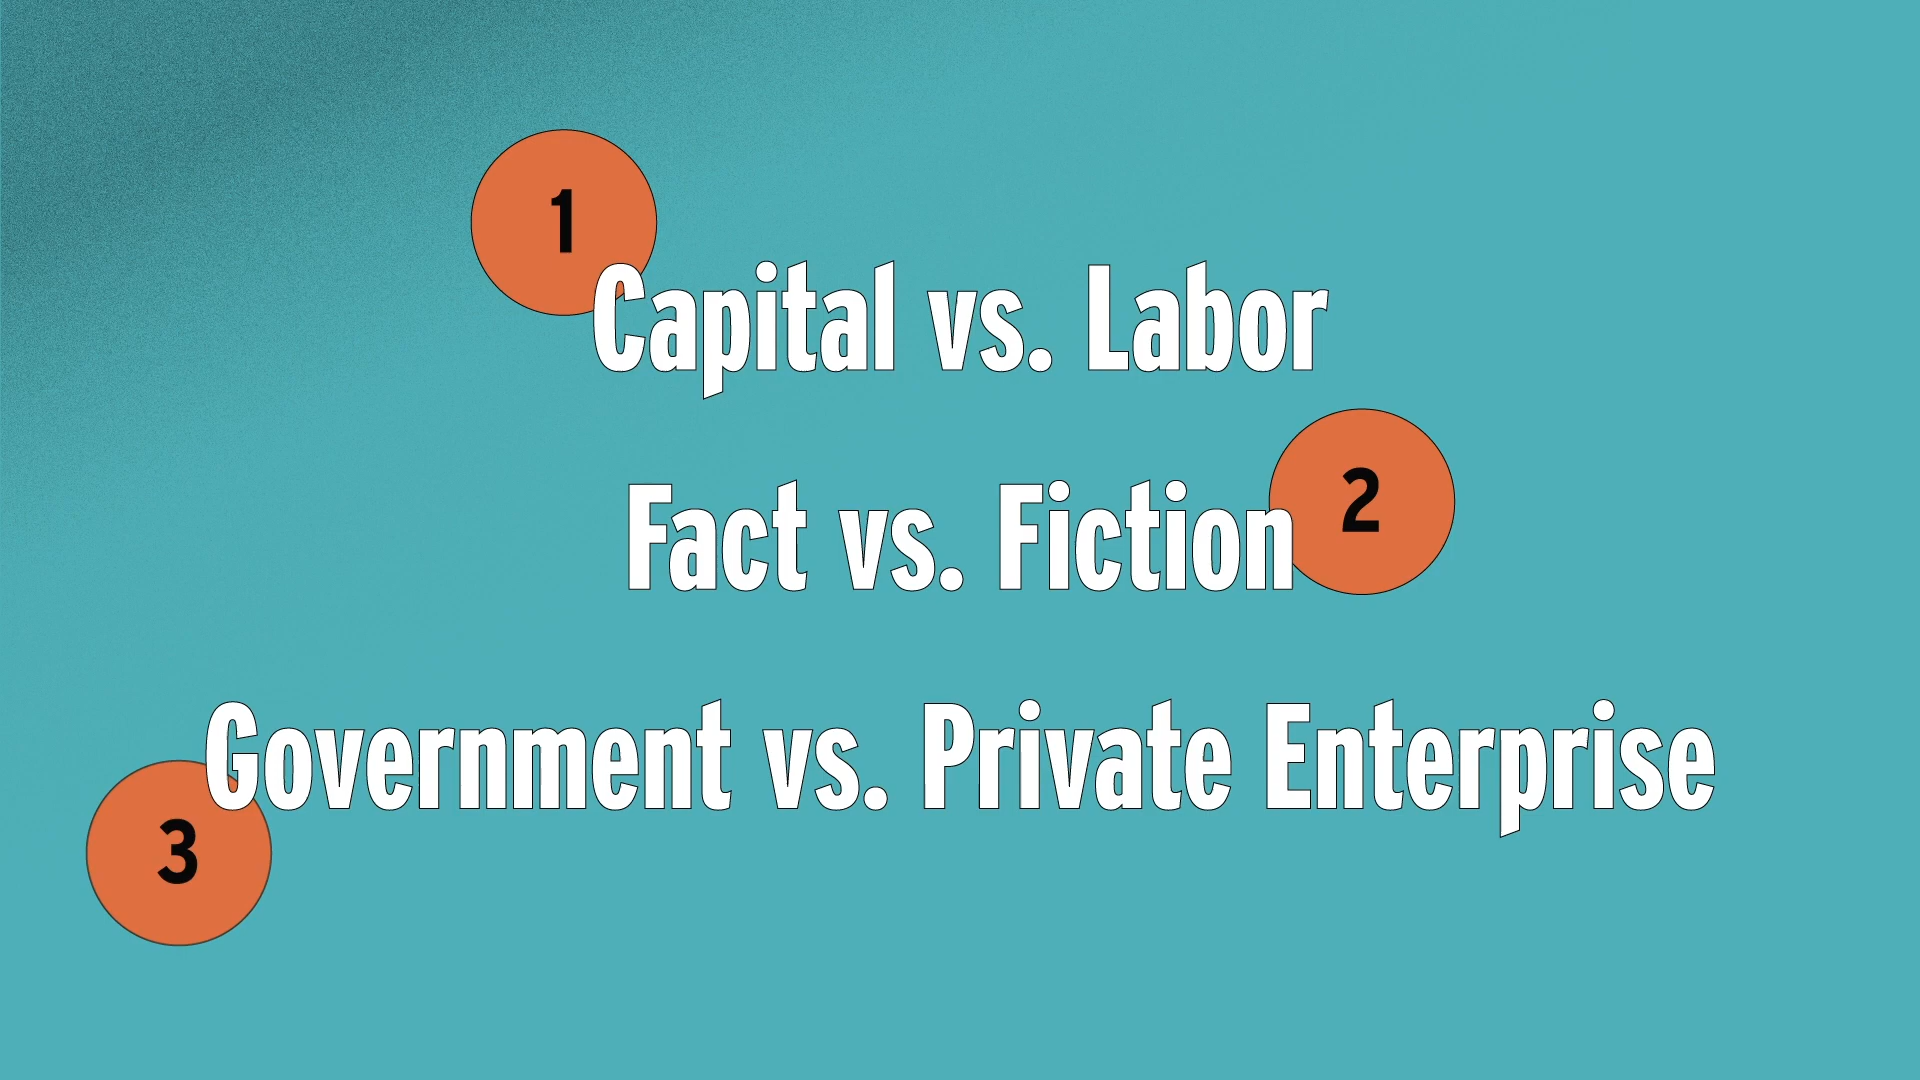 1
Capital vs. Labor
2
Fact vs. Fiction
Government vs. Private Enterprise
3